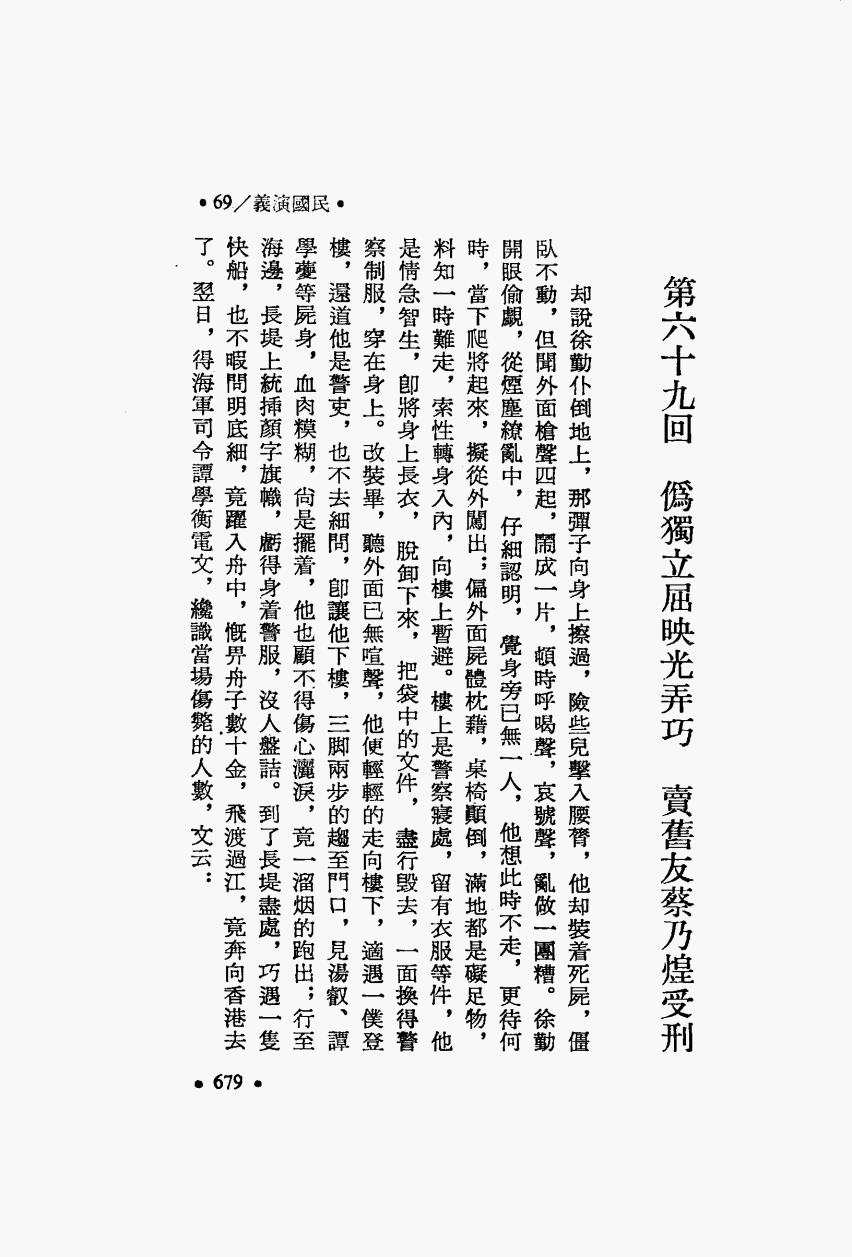 •69／義演國民•
第六十九回　僞獨立屈映光弄巧　賣舊友蔡乃煌受刑
却說徐勤仆倒地上，那彈子向身上擦過，險些兒擊入腰脅，他却裝着死屍，僵
臥不動，但聞外面槍聲四起，鬧成一片，頓時呼喝聲，哀號聲，亂做一團糟。徐勤
開眼偷覷，從煙塵繚亂中，仔細認明，覺身旁已無一人，他想此時不走，更待何
時，當下爬將起來，擬從外闖出；偏外面屍體枕藉，桌椅顚倒，滿地都是礙足物，
料知一時難走，索性轉身入內，向樓上暫避。樓上是警察寢處，留有衣服等件，他
是情急智生，卽將身上長衣，脫卸下來，把袋中的文件，盡行毀去，一面換得警
察制服，穿在身上。改裝畢，聽外面已無喧聲，他便輕輕的走向樓下，適遇一僕登
樓，還道他是警吏，也不去細問，卽讓他下樓，三脚兩步的趨至門口，見湯叡、譚
學夔等屍身，血肉糢糊，尙是擺着，他也顧不得傷心灑淚，竟一溜烟的跑出；行至
海邊，長堤上統插顏字旗幟，虧得身着警服，沒人盤詰。到了長堤盡處，巧遇一隻
快船，也不暇問明底細，竟躍入舟中，慨畀舟子數十金，飛渡過江，竟奔向香港去
了。翌日，得海軍司令譚學衡電文，纔識當場傷斃的人數，文云：
•679•